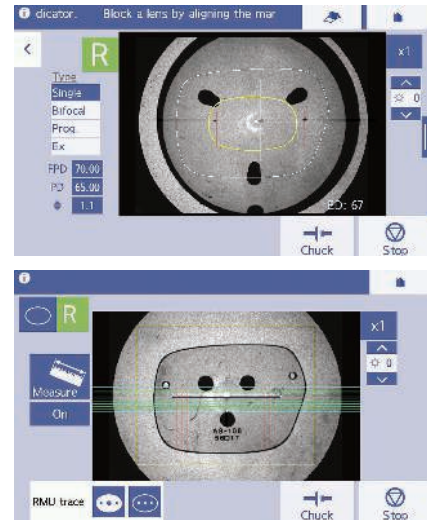 dicator. Block a lens by aligning the mar
R
x1
Type
Single
Bifocal
Prog.
Ex
0
FPD 70.00
PD 65.00
1.1
BD: 67
Chuck
Stop
R
x1
0
Measure
On
RMU trace
Chuck
Stop